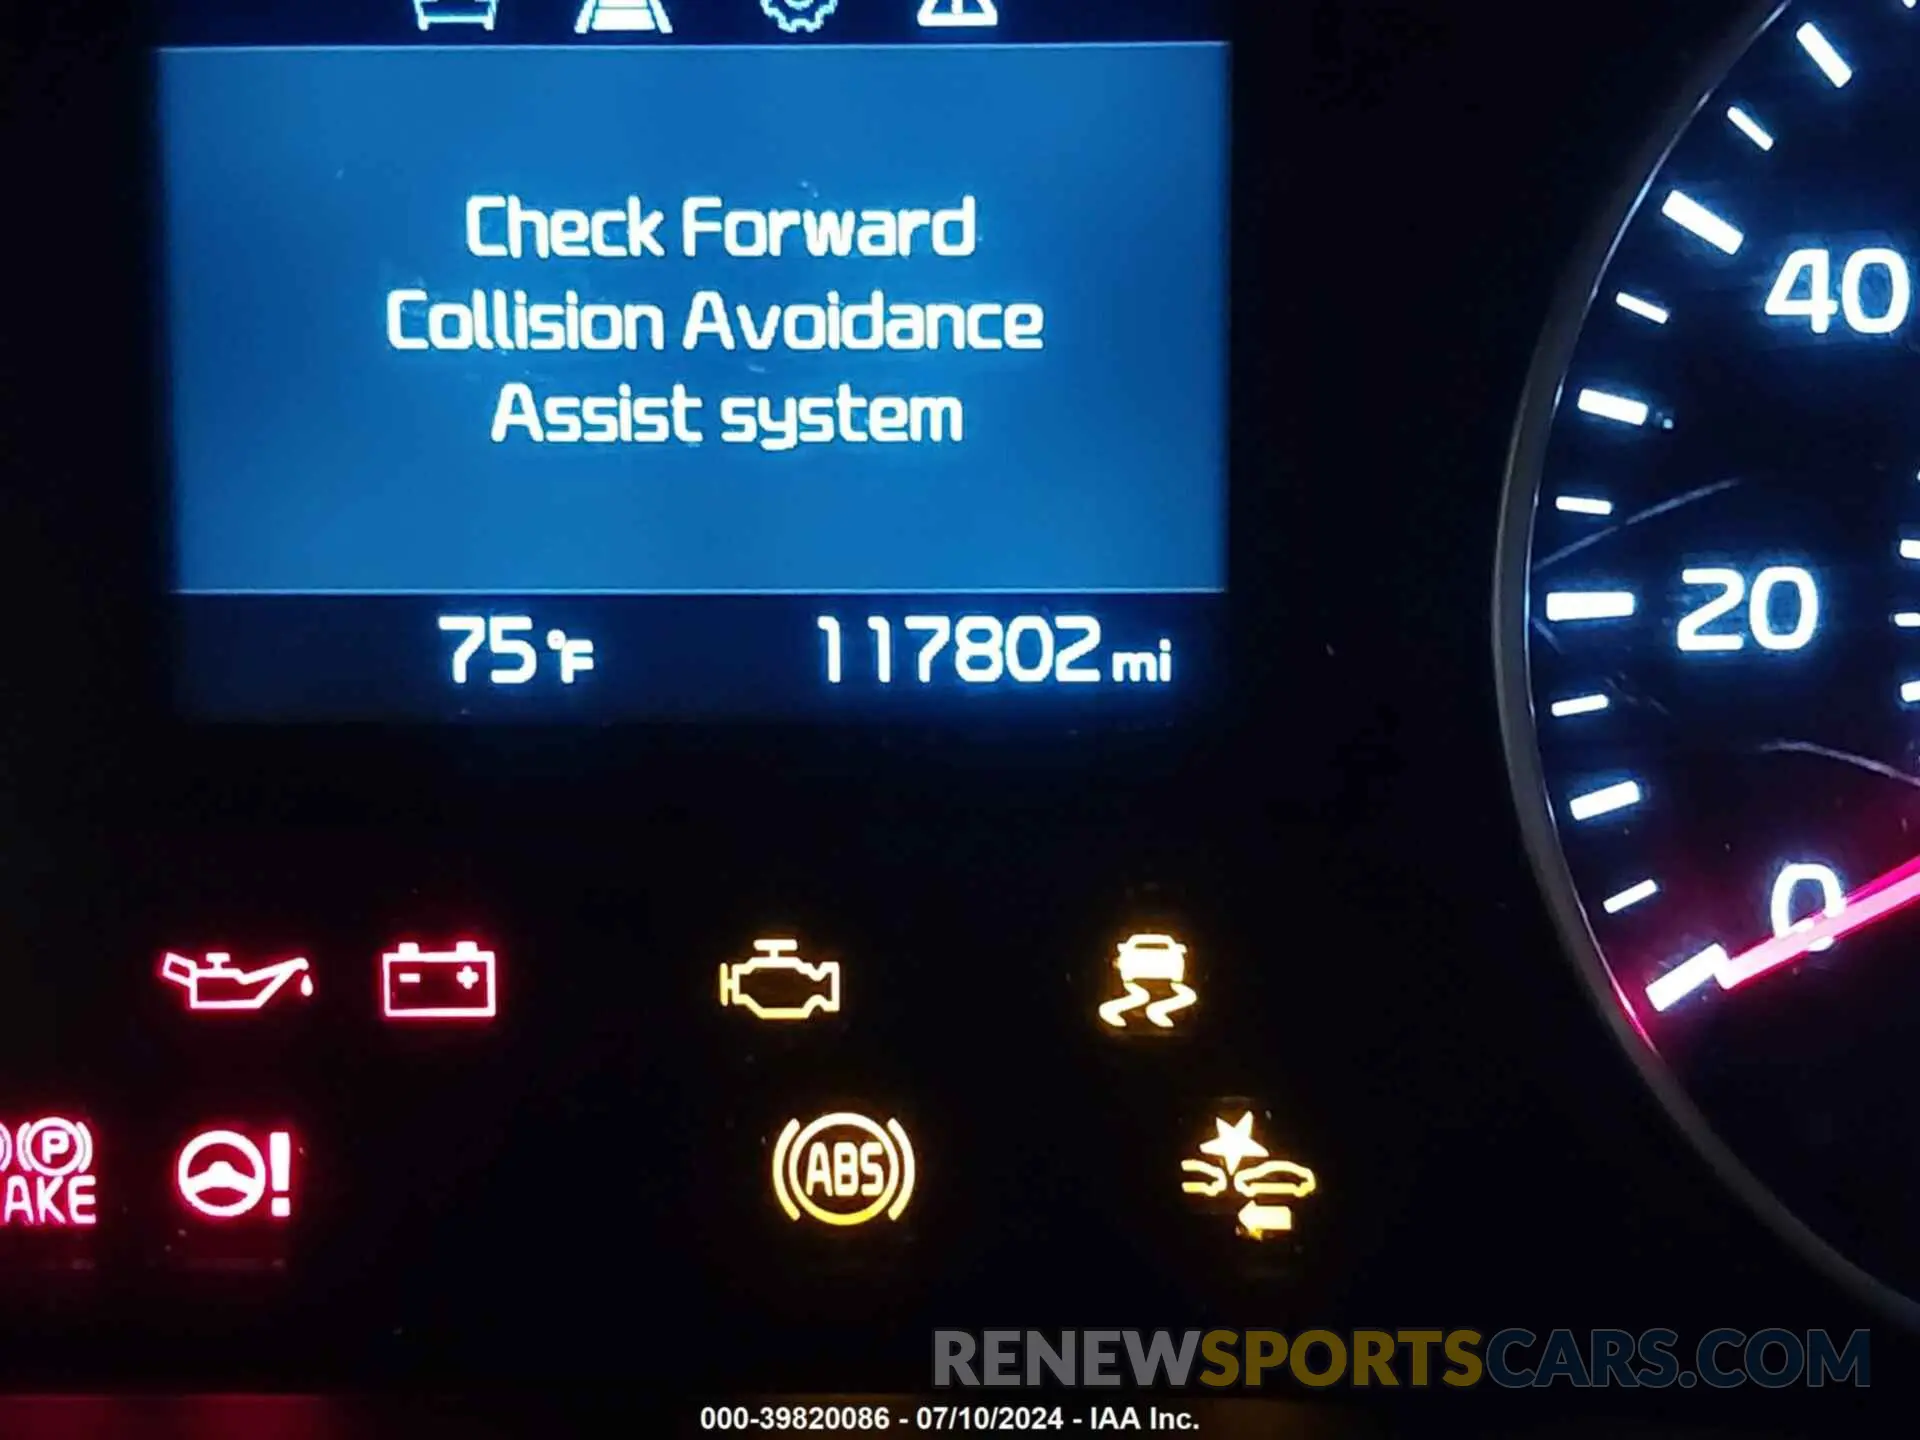 Check Forward
Collision Avoidance
Assist system
75°F 117802 mi
40
20
0
P
AKE
ABS
RENEWSPORTSCARS.COM
000-39820086 - 07/10/2024 - IAA Inc.